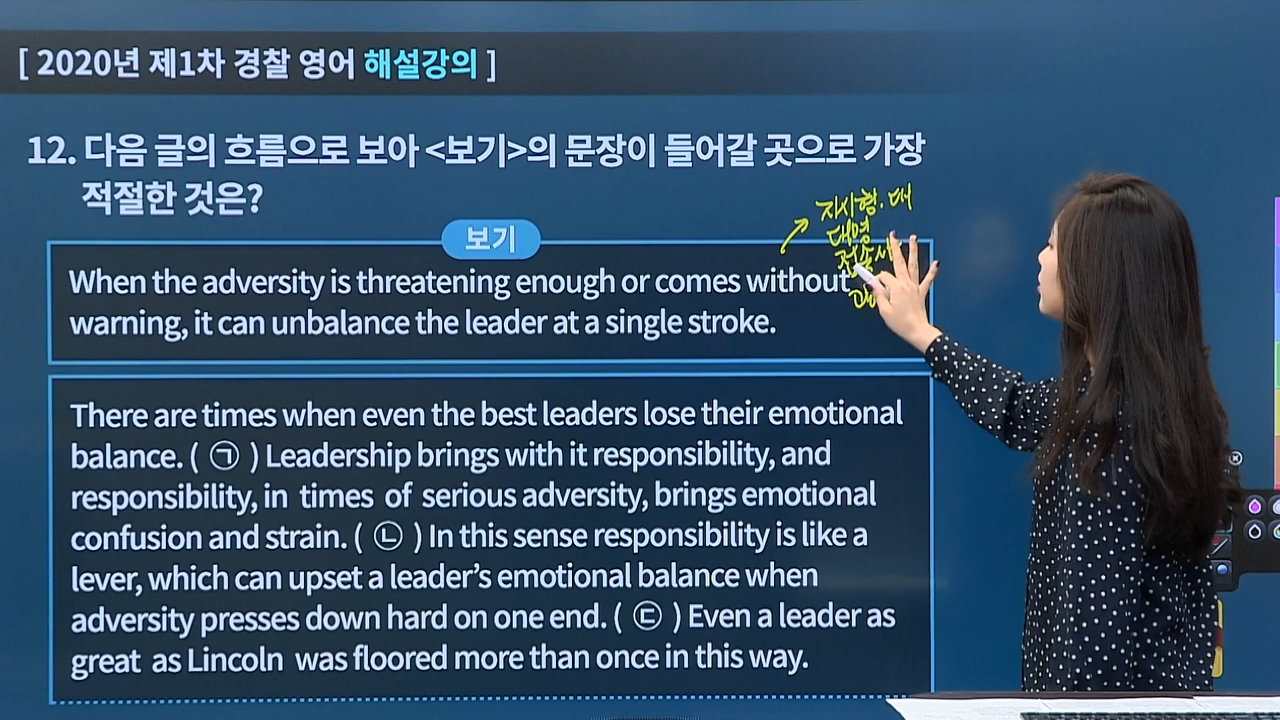 [ 2020년 제1차 경찰 영어 해설강의 ]
12. 다음 글의 흐름으로 보아 <보기>의 문장이 들어갈 곳으로 가장
적절한 것은?
지시형. 대
대명
보기
When the adversity is threatening enough or comes without
warning, it can unbalance the leader at a single stroke.
There are times when even the best leaders lose their emotional
balance. ( ㉠ ) Leadership brings with it responsibility, and
responsibility, in times of serious adversity, brings emotional
confusion and strain. ( ㉡ ) In this sense responsibility is like a
lever, which can upset a leader's emotional balance when
adversity presses down hard on one end. ( ㉢ ) Even a leader as
great as Lincoln was floored more than once in this way.